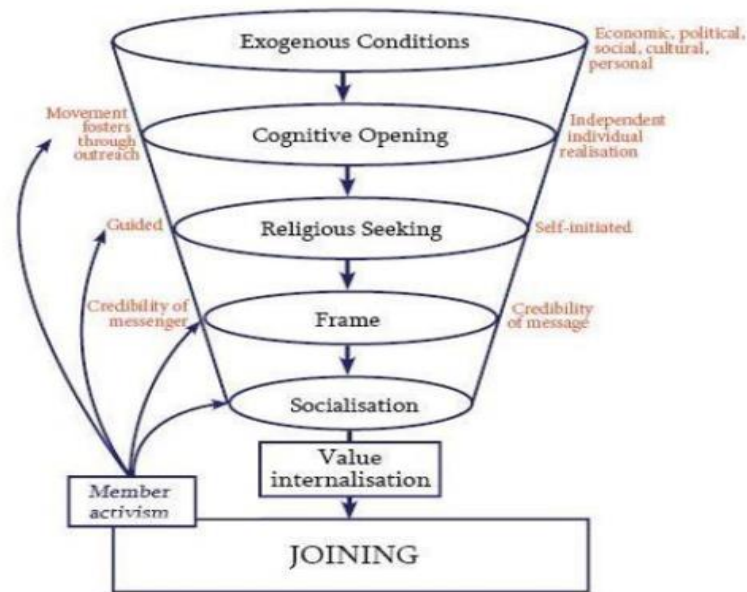 Exogenous Conditions
Economic, political,
social, cultural,
personal
Movement
fosters
through
outreach
Cognitive Opening
Independent
individual
realisation
Guided
Religious Seeking
Self-initiated
Credibility of
messenger
Frame
Credibility
of message
Socialisation
Value
internalisation
Member
activism
JOINING